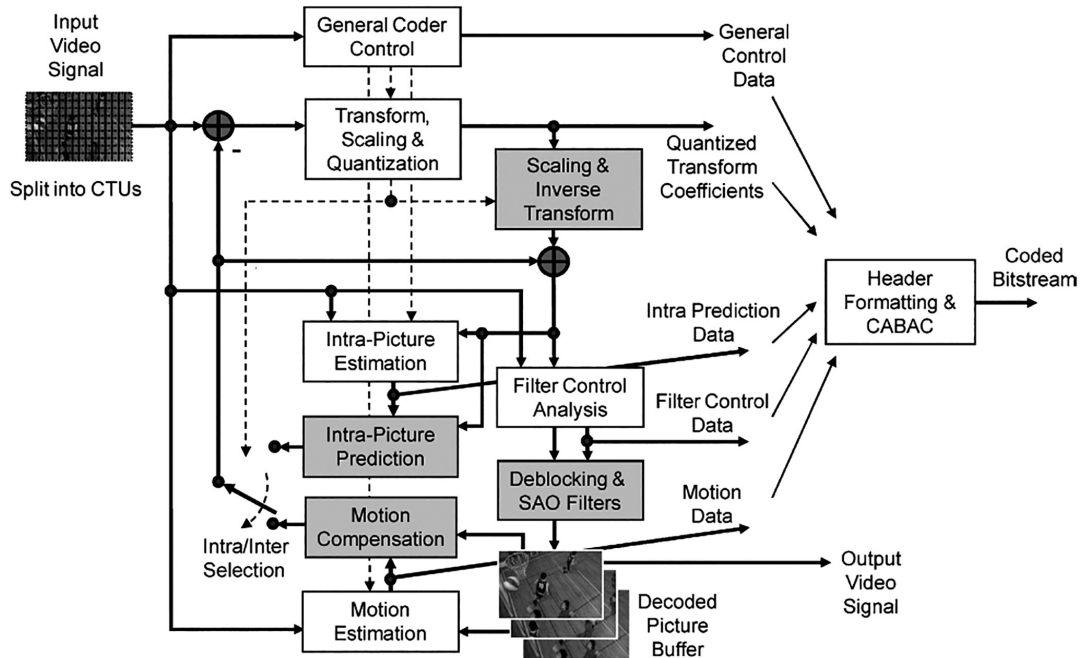 Input
Video
Signal
Split into CTUs
General Coder
Control
General
Control
Data
Transform,
Scaling &
Quantization
-
Quantized
Transform
Coefficients
Scaling &
Inverse
Transform
Header
Formatting &
CABAC
Coded
Bitstream
Intra-Picture
Estimation
Intra Prediction
Data
Filter Control
Analysis
Filter Control
Data
Intra-Picture
Prediction
Deblocking &
SAO Filters
Motion
Data
Motion
Compensation
Intra/Inter
Selection
Output
Video
Signal
Motion
Estimation
Decoded
Picture
Buffer